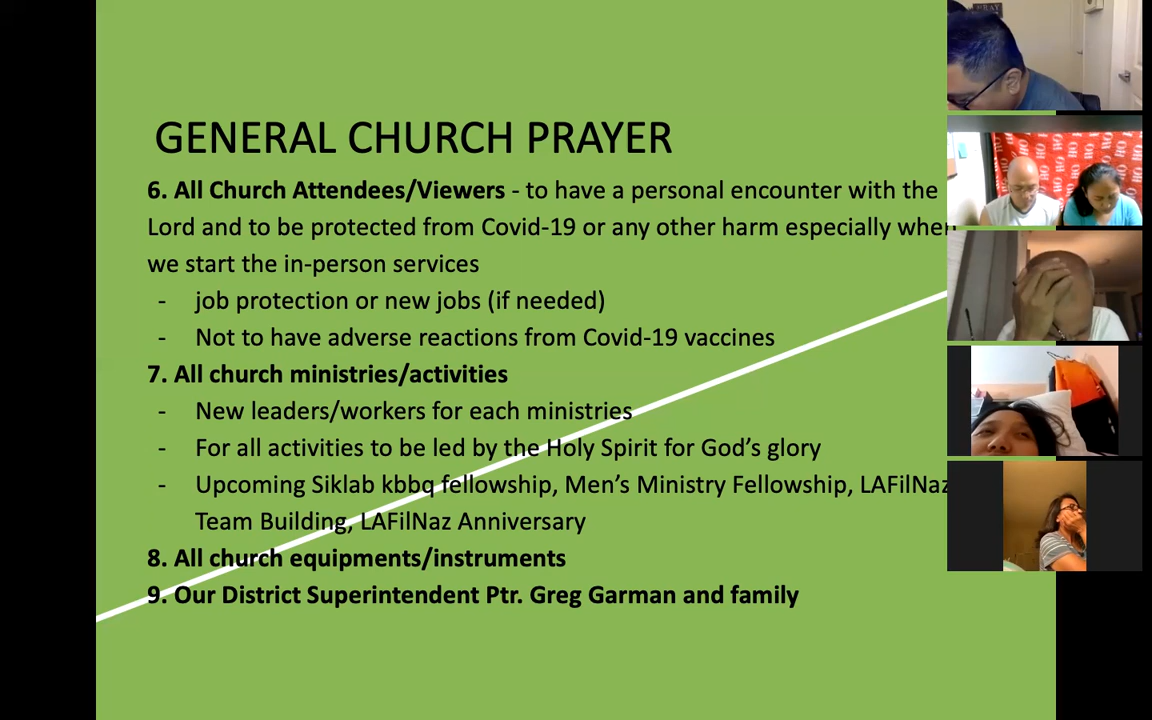 GENERAL CHURCH PRAYER
6. All Church Attendees/Viewers - to have a personal encounter with the
Lord and to be protected from Covid-19 or any other harm especially when
we start the in-person services
- job protection or new jobs (if needed)
- Not to have adverse reactions from Covid-19 vaccines
7. All church ministries/activities
- New leaders/workers for each ministries
- For all activities to be led by the Holy Spirit for God's glory
- Upcoming Siklab kbbq fellowship, Men's Ministry Fellowship, LAFilNaz
Team Building, LAFilNaz Anniversary
8. All church equipments/instruments
9. Our District Superintendent Ptr. Greg Garman and family